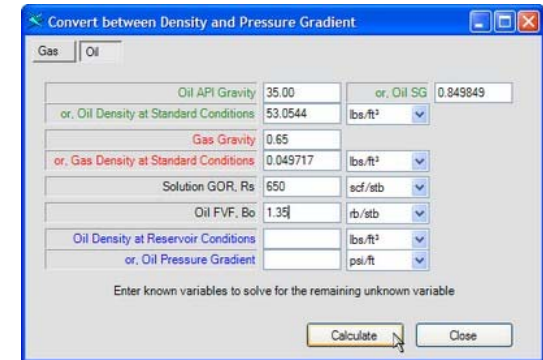 Convert between Density and Pressure Gradient
Gas Oil
Oil API Gravity 35.00 or, Oil SG 0.849849
or, Oil Density at Standard Conditions 53.0544 lbs/ft³
Gas Gravity 0.65
or, Gas Density at Standard Conditions 0.049717 lbs/ft³
Solution GOR, Rs 650 scf/stb
Oil FVF, Bo 1.35 rb/stb
Oil Density at Reservoir Conditions lbs/ft³
or, Oil Pressure Gradient psi/ft
Enter known variables to solve for the remaining unknown variable
Calculate Close